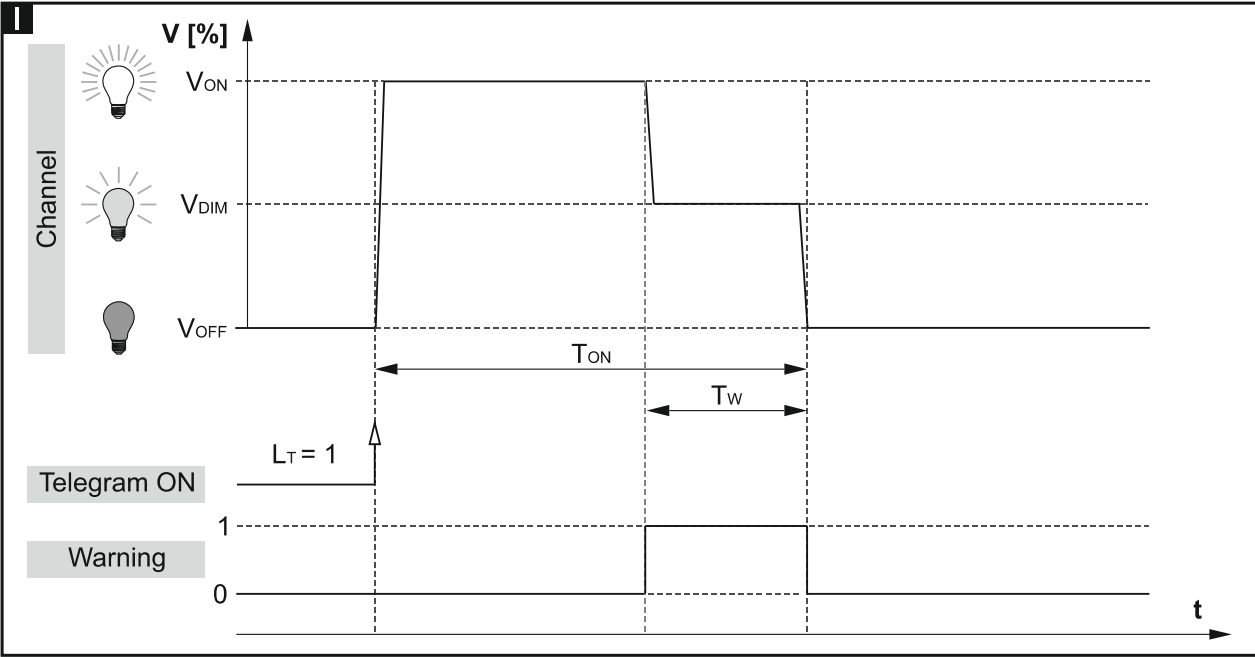 I
V [%]
Channel
VON
VDIM
VOFF
TON
TW
LT = 1
Telegram ON
1
Warning
0
t